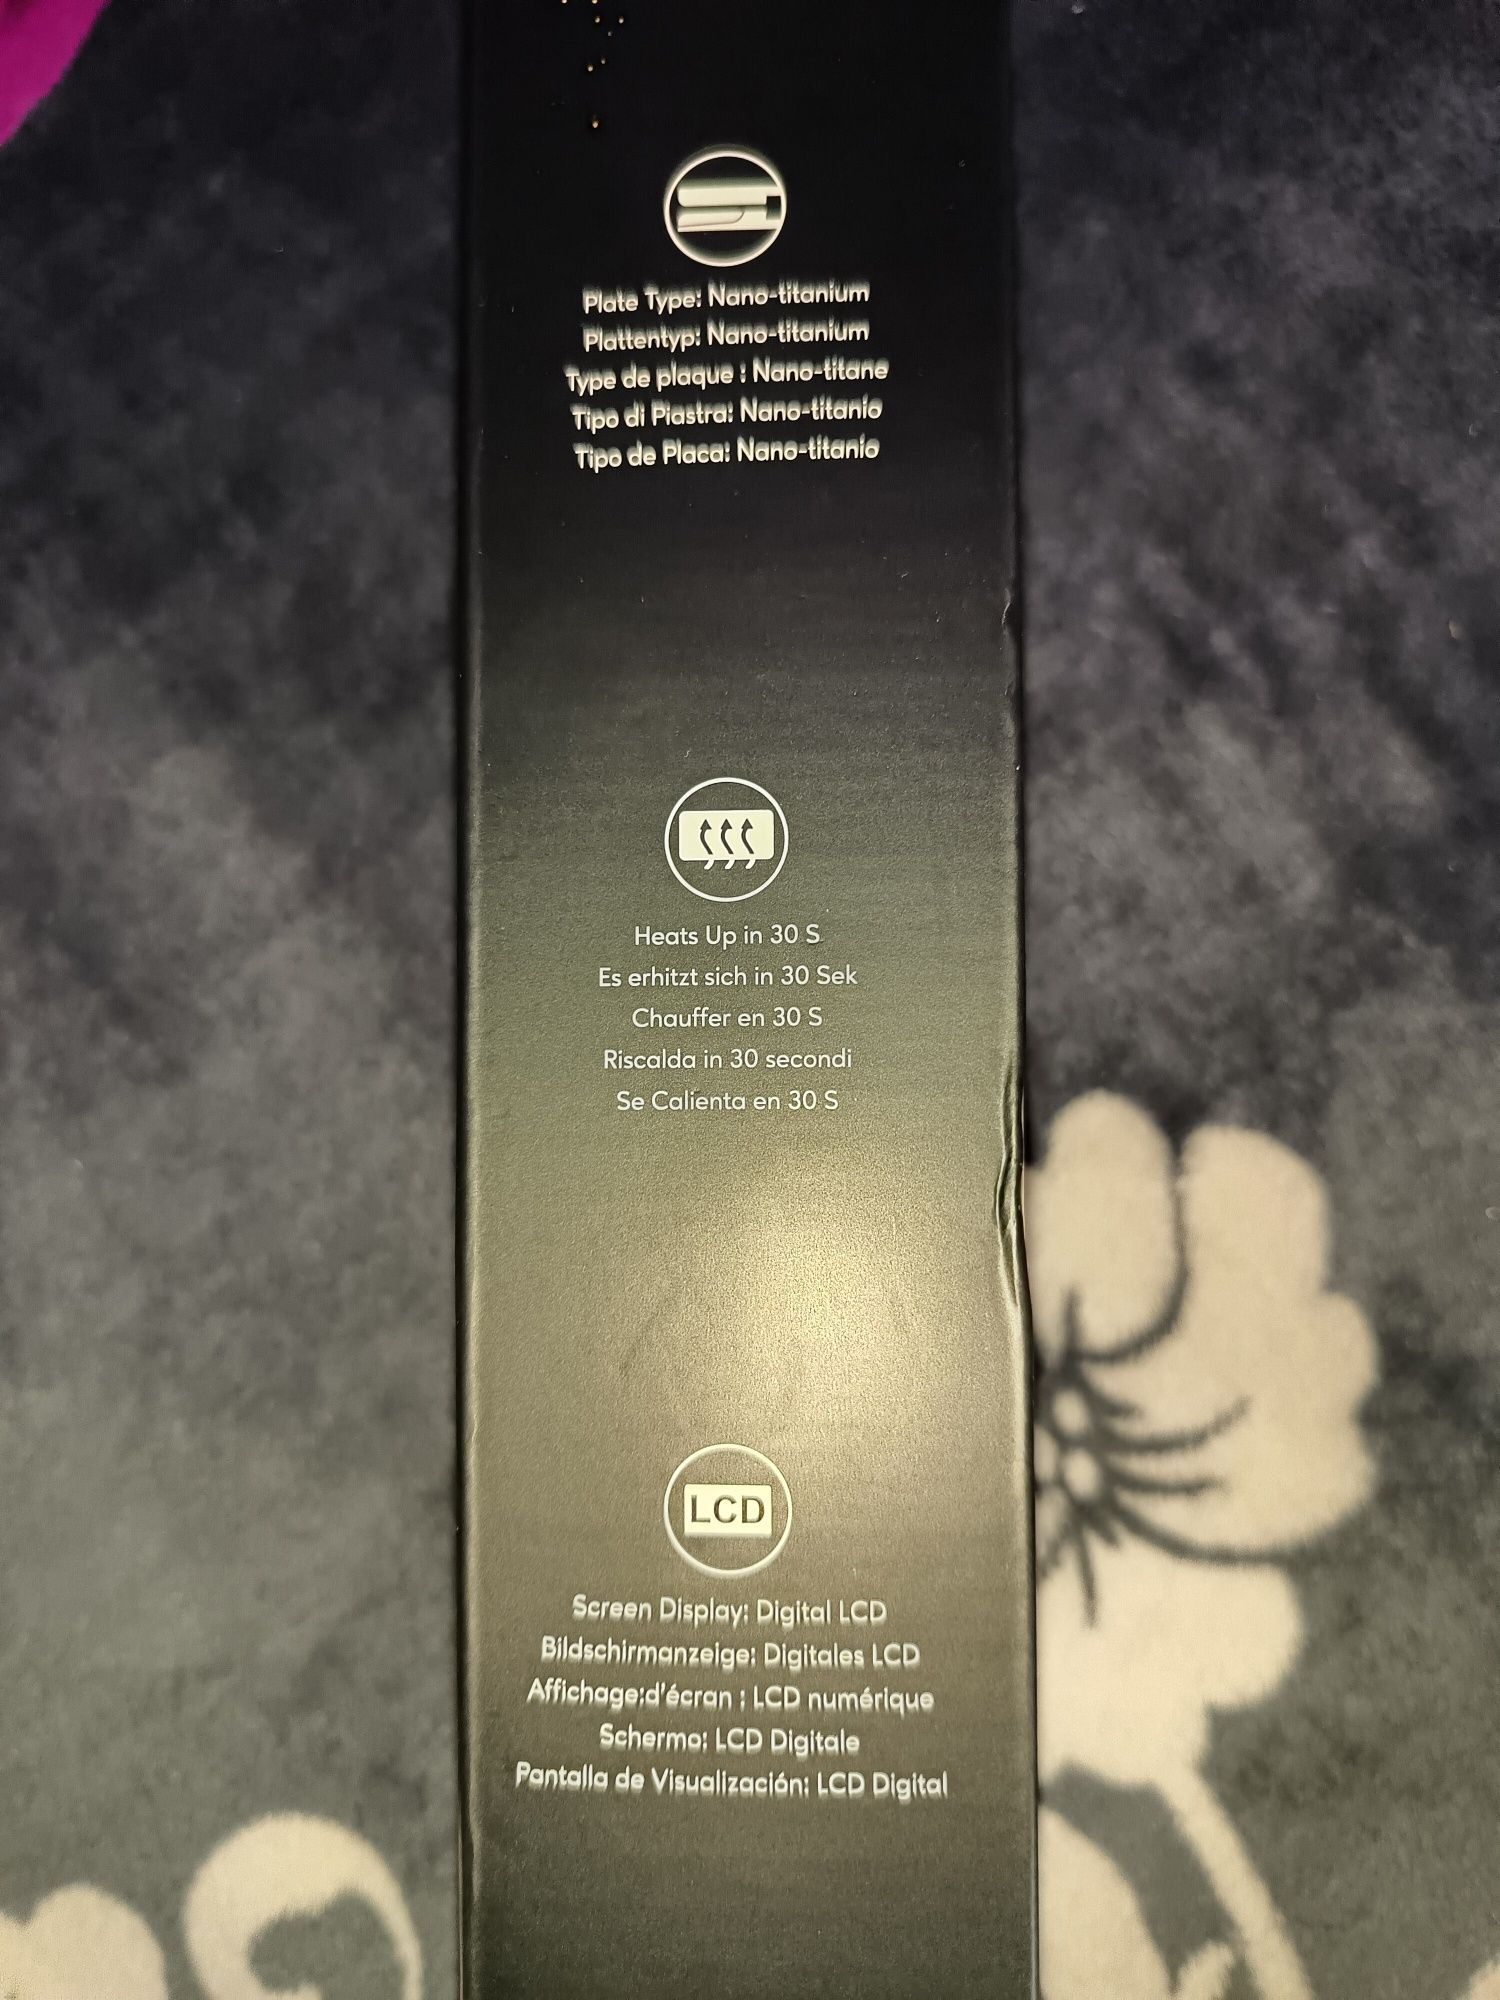 Plate Type: Nano-titanium
Plattentyp: Nano-titanium
Type de plaque : Nano-titane
Tipo di Piastra: Nano-titanio
Tipo de Placa: Nano-titanio
Heats Up in 30 S
Es erhitzt sich in 30 Sek
Chauffer en 30 S
Riscalda in 30 secondi
Se Calienta en 30 S
LCD
Screen Display: Digital LCD
Bildschirmanzeige: Digitales LCD
Affichage:d'écran : LCD numérique
Schermo: LCD Digitale
Pantalla de Visualización: LCD Digital